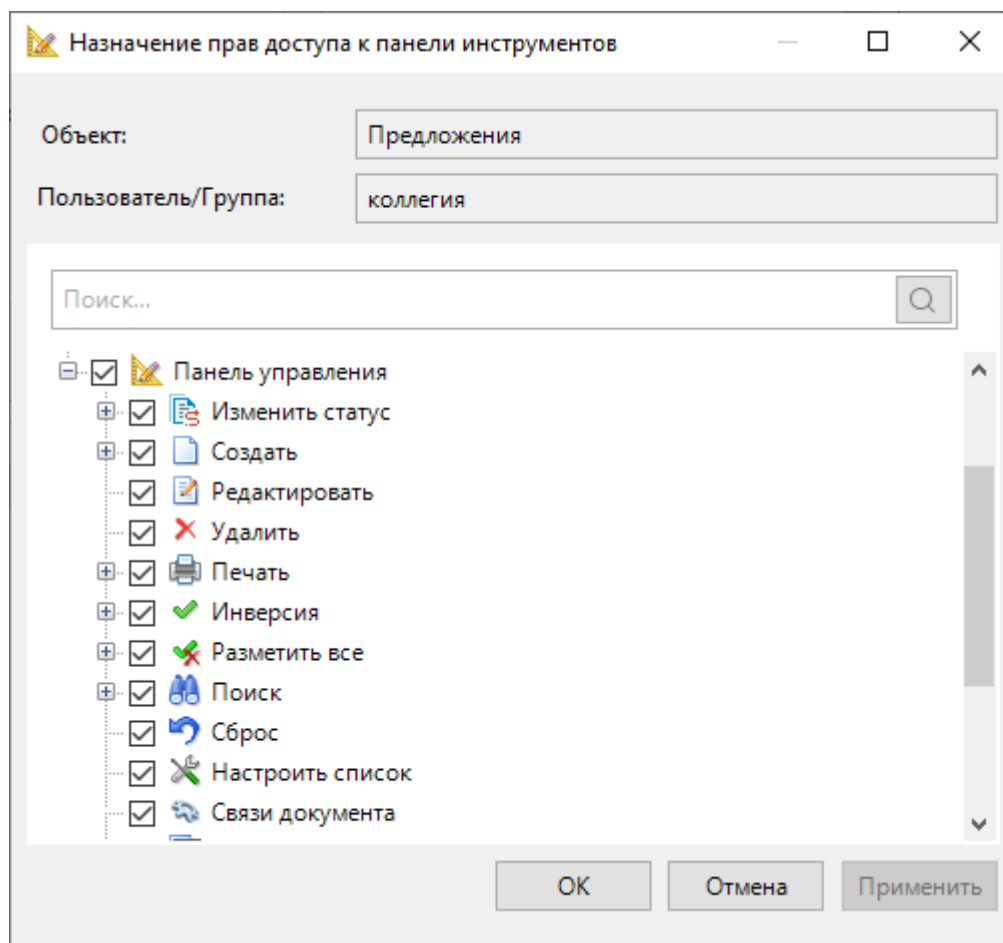 Назначение прав доступа к панели инструментов
Объект:
Предложения
Пользователь/Группа:
коллегия
Поиск...
Панель управления
Изменить статус
Создать
Редактировать
Удалить
Печать
Инверсия
Разметить все
Поиск
Сброс
Настроить список
Связи документа
ОК
Отмена
Применить